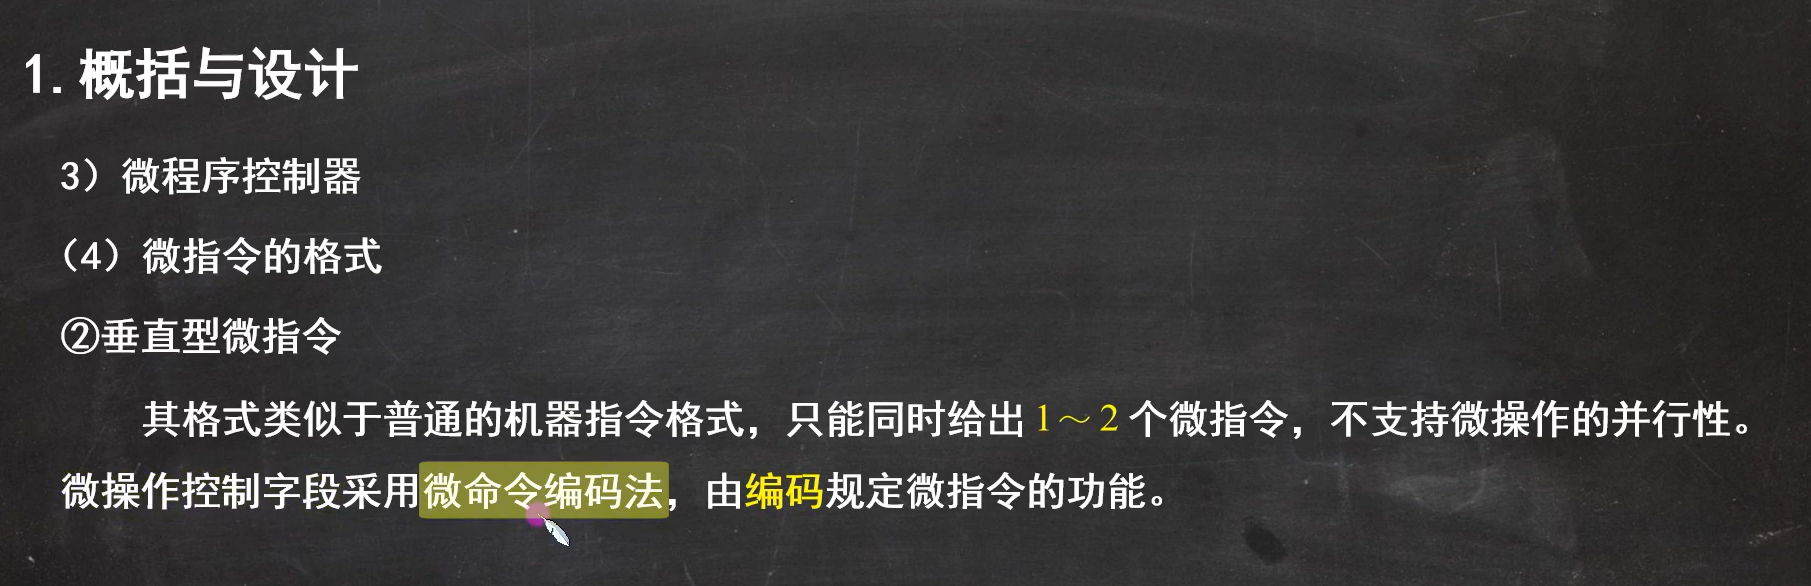 1.概括与设计
3）微程序控制器
（4）微指令的格式
②垂直型微指令
其格式类似于普通的机器指令格式，只能同时给出1～2个微指令，不支持微操作的并行性。
微操作控制字段采用微命令编码法，由编码规定微指令的功能。